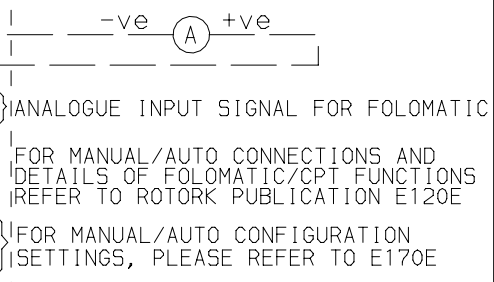 -ve A +ve
ANALOGUE INPUT SIGNAL FOR FOLOMATIC
FOR MANUAL/AUTO CONNECTIONS AND
DETAILS OF FOLOMATIC/CPT FUNCTIONS
REFER TO ROTORK PUBLICATION E120E
FOR MANUAL/AUTO CONFIGURATION
SETTINGS, PLEASE REFER TO E170E